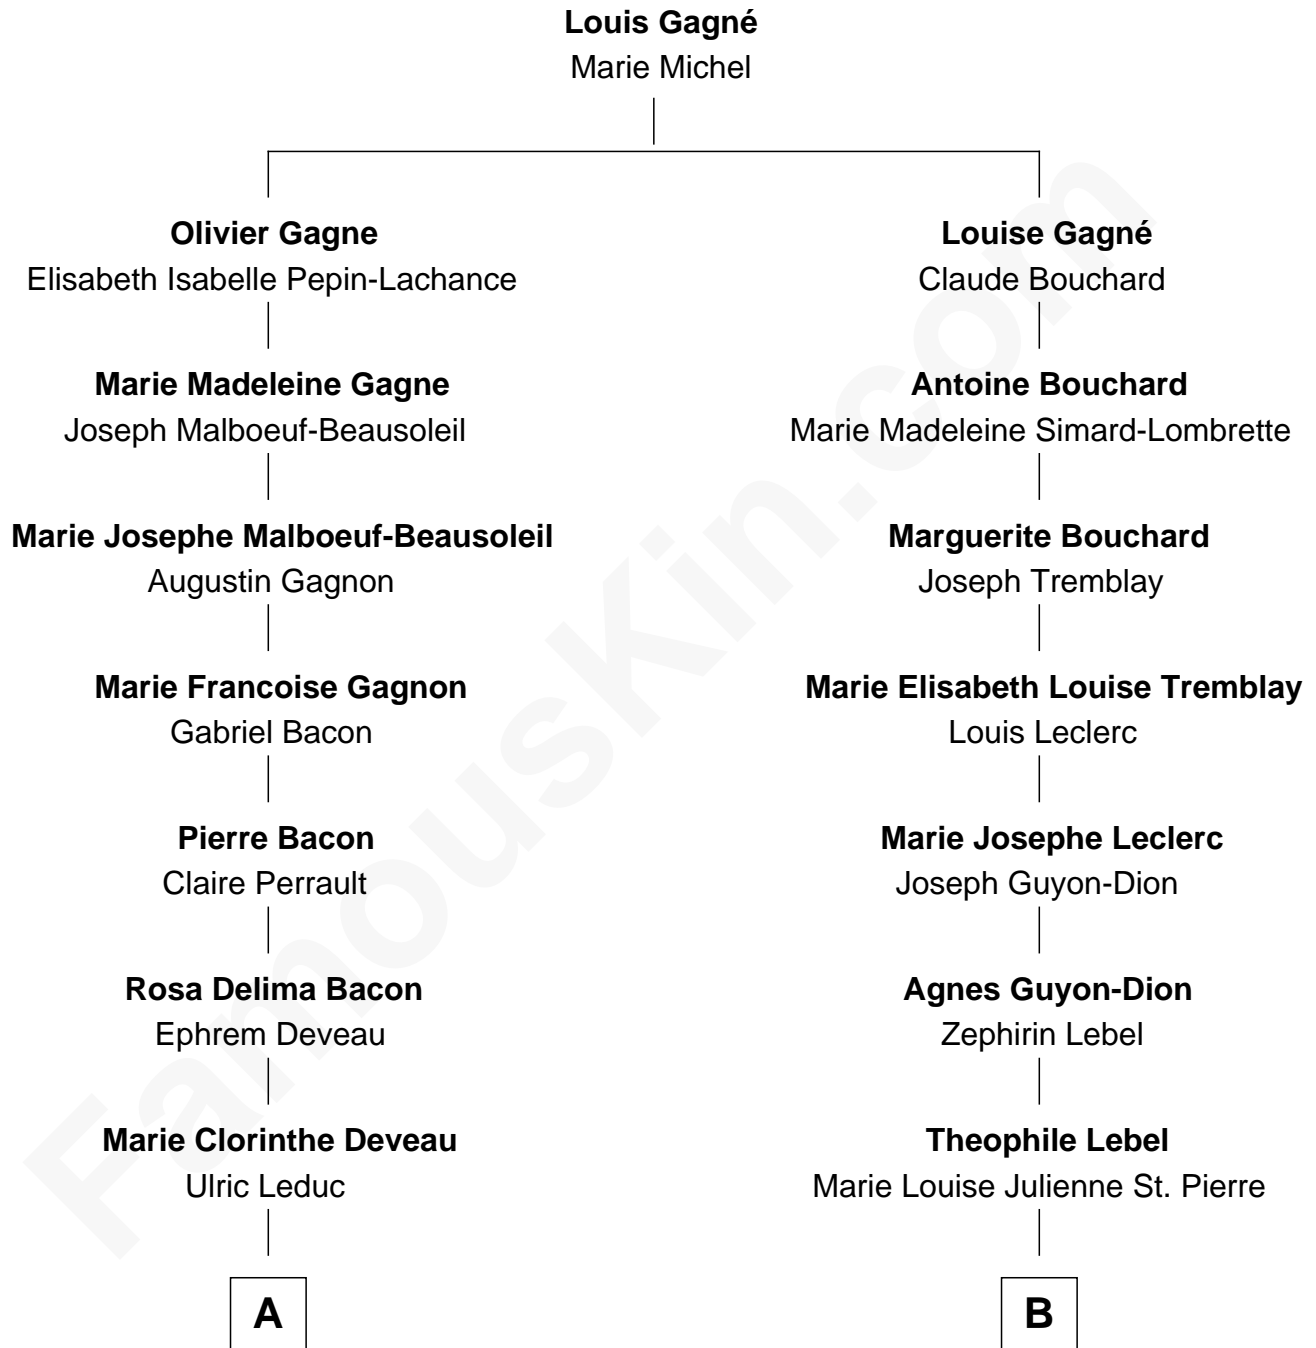 Louis Gagné
Marie Michel
Olivier Gagne
Elisabeth Isabelle Pepin-Lachance
Marie Madeleine Gagne
Joseph Malboeuf-Beausoleil
Marie Josephe Malboeuf-Beausoleil
Augustin Gagnon
Marie Francoise Gagnon
Gabriel Bacon
Pierre Bacon
Claire Perrault
Rosa Delima Bacon
Ephrem Deveau
Marie Clorinthe Deveau
Ulric Leduc
A
Louise Gagné
Claude Bouchard
Antoine Bouchard
Marie Madeleine Simard-Lombrette
Marguerite Bouchard
Joseph Tremblay
Marie Elisabeth Louise Tremblay
Louis Leclerc
Marie Josephe Leclerc
Joseph Guyon-Dion
Agnes Guyon-Dion
Zephirin Lebel
Theophile Lebel
Marie Louise Julienne St. Pierre
B
FamousKin.com